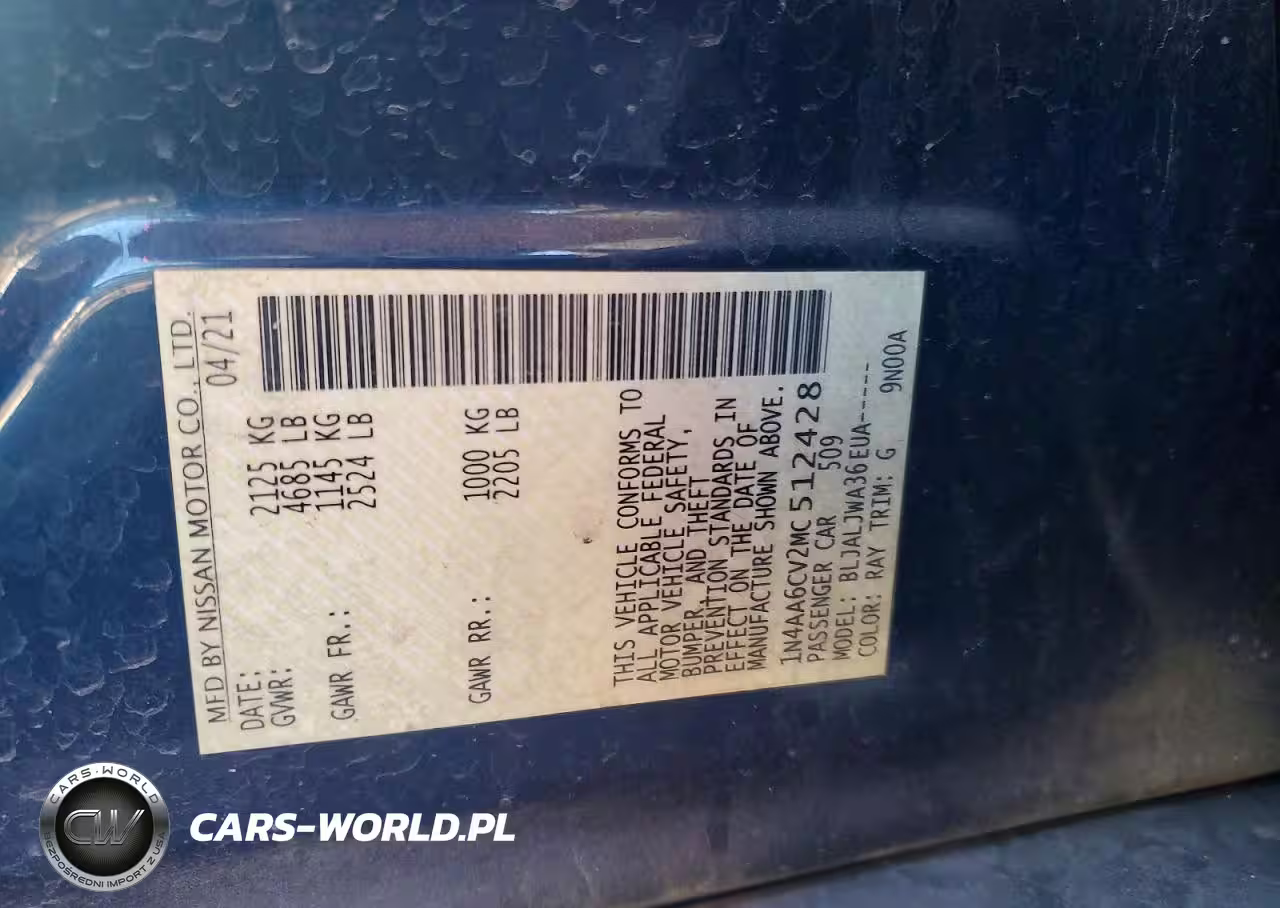 MFD BY NISSAN MOTOR CO., LTD.
DATE: 04/21
GVWR: 2125 KG
4685 LB
GAWR FR.: 1145 KG
2524 LB
GAWR RR.: 1000 KG
2205 LB
THIS VEHICLE CONFORMS TO
ALL APPLICABLE FEDERAL
MOTOR VEHICLE SAFETY,
BUMPER, AND THEFT
PREVENTION STANDARDS IN
EFFECT ON THE DATE OF
MANUFACTURE SHOWN ABOVE.
1N4AA6CV2MC512428
PASSENGER CAR 509
MODEL: BLJALJWA36EUA-----
COLOR: RAY TRIM: G 9N00A
CARS-WORLD
CW
BEZPOŚREDNI IMPORT Z USA
CARS-WORLD.PL